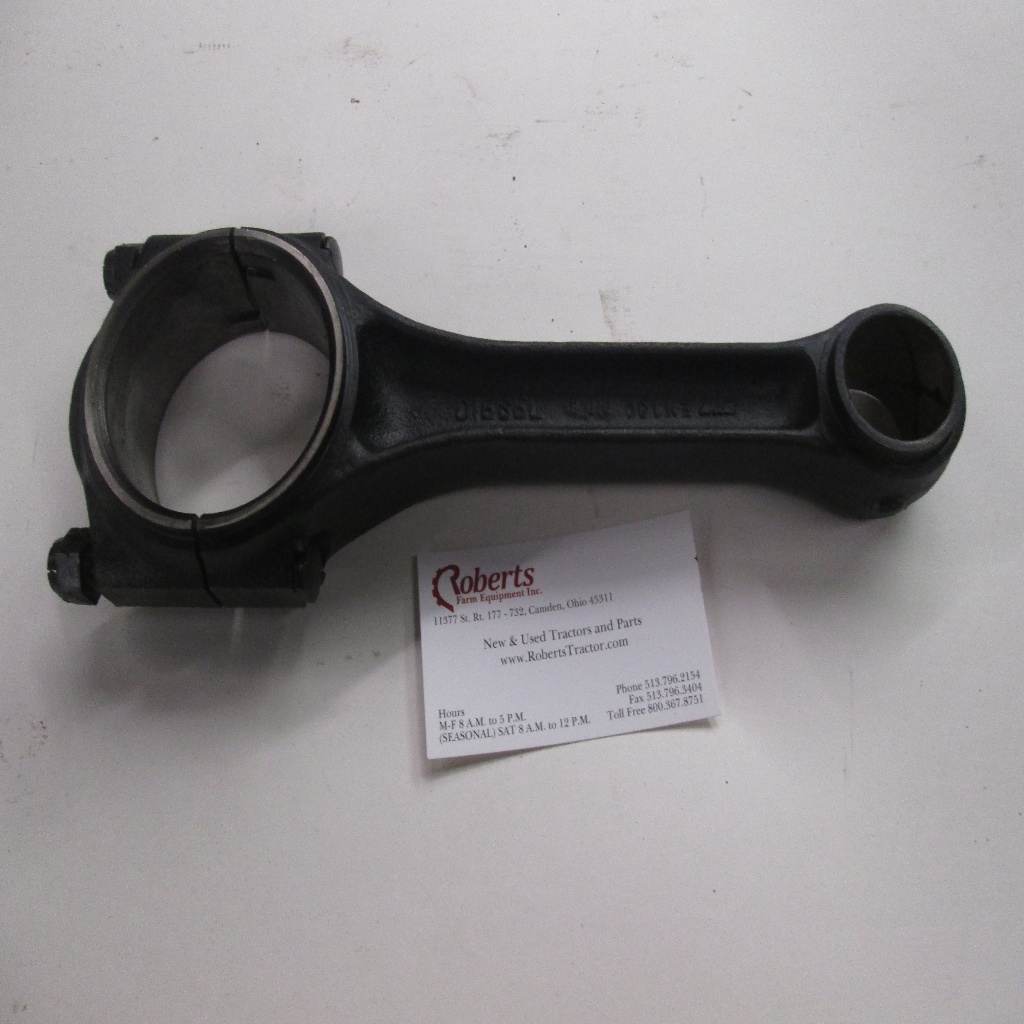 DIESEL
Roberts
Farm Equipment Inc.
11377 St. Rt. 177 - 732, Camden, Ohio 45311
New & Used Tractors and Parts
www.RobertsTractor.com
Phone 513.796.2154
Fax 513.796.3404
Toll Free 800.367.8751
Hours
M-F 8 A.M. to 5 P.M.
(SEASONAL) SAT 8 A.M. to 12 P.M.